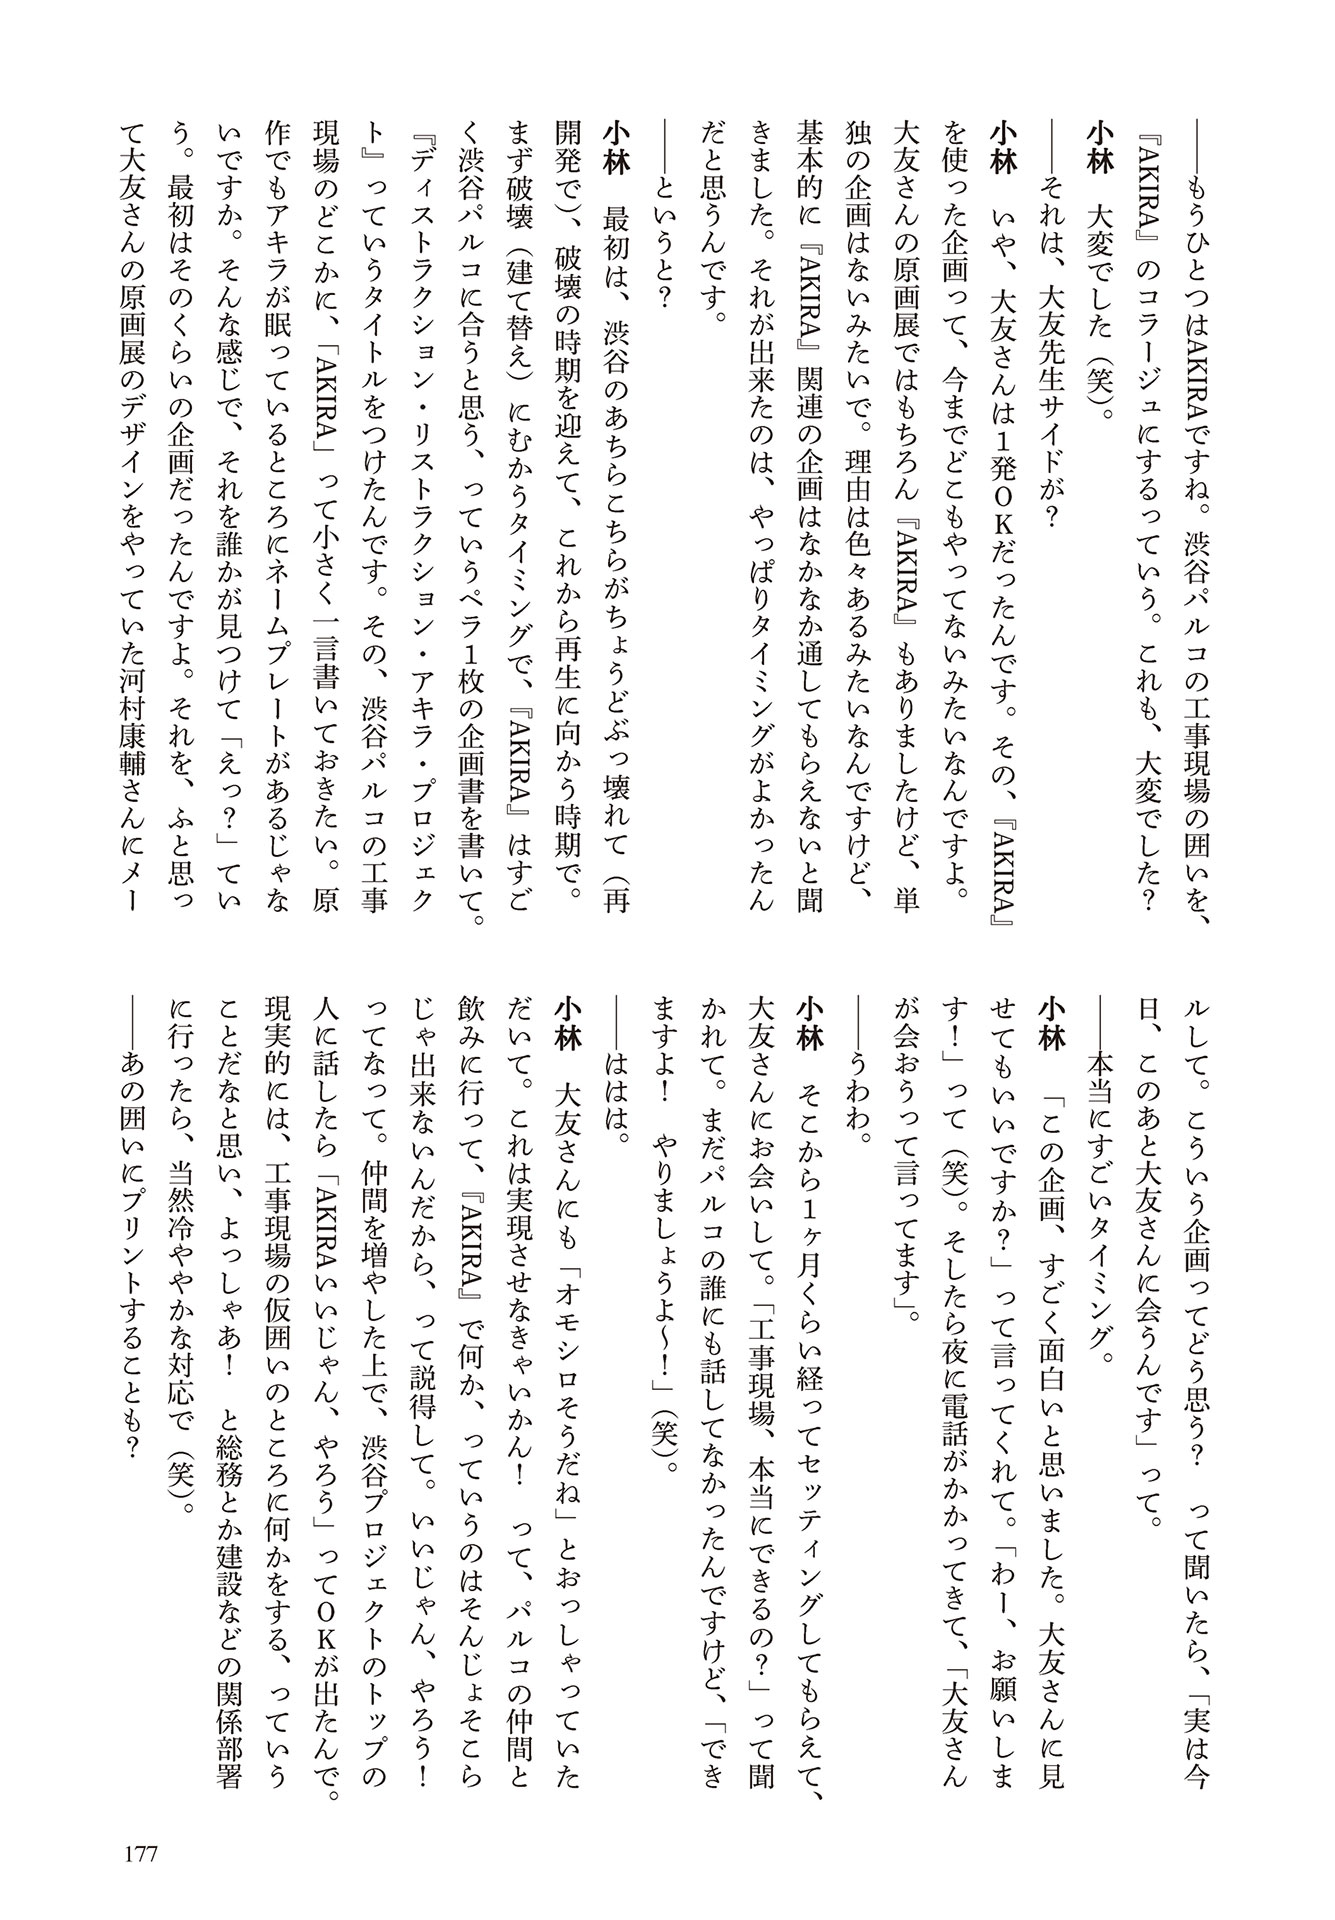 ――もうひとつはAKIRAですね。渋谷パルコの工事現場の囲いを、
『AKIRA』のコラージュにするっていう。これも、大変でした？
小林　大変でした（笑）。
――それは、大友先生サイドが？
小林　いや、大友さんは１発ＯＫだったんです。その、『AKIRA』
を使った企画って、今までどこもやってないみたいなんですよ。
大友さんの原画展ではもちろん『AKIRA』もありましたけど、単
独の企画はないみたいで。理由は色々あるみたいなんですけど、
基本的に『AKIRA』関連の企画はなかなか通してもらえないと聞
きました。それが出来たのは、やっぱりタイミングがよかったん
だと思うんです。
――というと？
小林　最初は、渋谷のあちらこちらがちょうどぶっ壊れて（再
開発で）、破壊の時期を迎えて、これから再生に向かう時期で。
まず破壊（建て替え）にむかうタイミングで、『AKIRA』はすご
く渋谷パルコに合うと思う、っていうペラ１枚の企画書を書いて。
『ディストラクション・リストラクション・アキラ・プロジェク
ト』っていうタイトルをつけたんです。その、渋谷パルコの工事
現場のどこかに、「AKIRA」って小さく一言書いておきたい。原
作でもアキラが眠っているところにネームプレートがあるじゃな
いですか。そんな感じで、それを誰かが見つけて「えっ？」てい
う。最初はそのくらいの企画だったんですよ。それを、ふと思っ
て大友さんの原画展のデザインをやっていた河村康輔さんにメー
ルして。こういう企画ってどう思う？　って聞いたら、「実は今
日、このあと大友さんに会うんです」って。
――本当にすごいタイミング。
小林　「この企画、すごく面白いと思いました。大友さんに見
せてもいいですか？」って言ってくれて。「わー、お願いしま
す！」って（笑）。そしたら夜に電話がかかってきて、「大友さん
が会おうって言ってます」。
――うわわ。
小林　そこから１ヶ月くらい経ってセッティングしてもらえて、
大友さんにお会いして。「工事現場、本当にできるの？」って聞
かれて。まだパルコの誰にも話してなかったんですけど、「でき
ますよ！　やりましょうよ〜！」（笑）。
――ははは。
小林　大友さんにも「オモシロそうだね」とおっしゃっていた
だいて。これは実現させなきゃいかん！　って、パルコの仲間と
飲みに行って、『AKIRA』で何か、っていうのはそんじょそこら
じゃ出来ないんだから、って説得して。いいじゃん、やろう！
ってなって。仲間を増やした上で、渋谷プロジェクトのトップの
人に話したら「AKIRAいいじゃん、やろう」ってＯＫが出たんで。
現実的には、工事現場の仮囲いのところに何かをする、っていう
ことだなと思い、よっしゃあ！　と総務とか建設などの関係部署
に行ったら、当然冷ややかな対応で（笑）。
――あの囲いにプリントすることも？
177